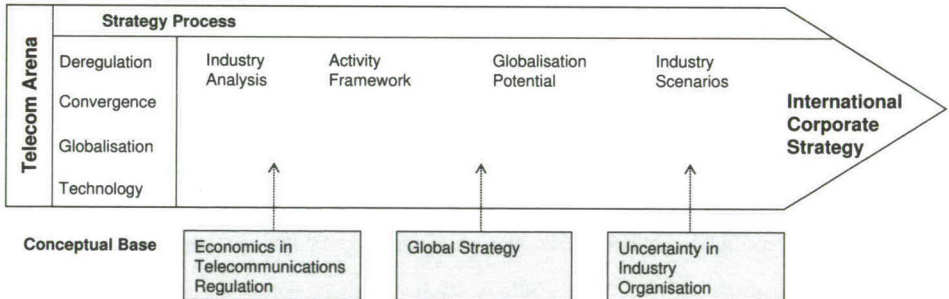 Strategy Process
Telecom Arena
Deregulation
Convergence
Globalisation
Technology
Industry
Analysis
Activity
Framework
Globalisation
Potential
Industry
Scenarios
International
Corporate
Strategy
Conceptual Base
Economics in
Telecommunications
Regulation
Global Strategy
Uncertainty in
Industry
Organisation